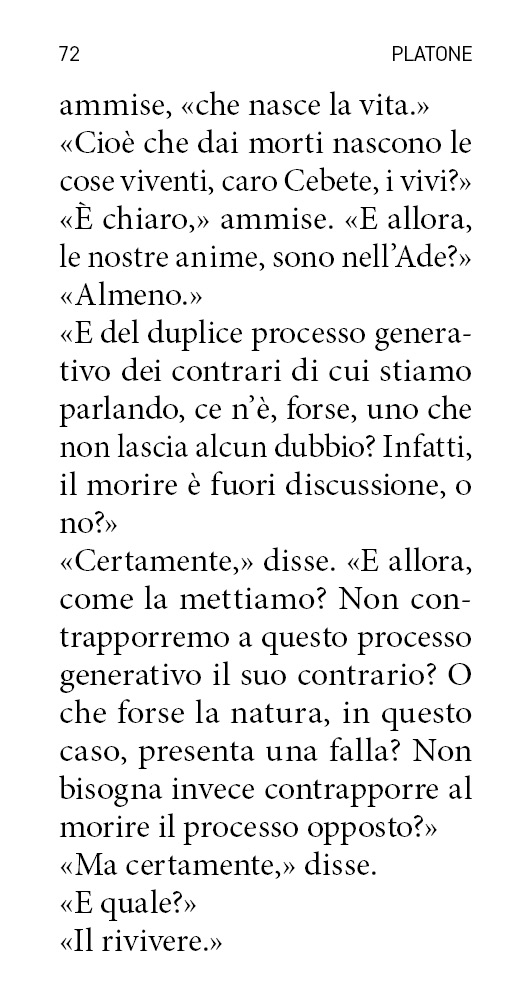 72 PLATONE
ammise, «che nasce la vita.»
«Cioè che dai morti nascono le
cose viventi, caro Cebete, i vivi?»
«È chiaro,» ammise. «E allora,
le nostre anime, sono nell’Ade?»
«Almeno.»
«E del duplice processo genera-
tivo dei contrari di cui stiamo
parlando, ce n’è, forse, uno che
non lascia alcun dubbio? Infatti,
il morire è fuori discussione, o
no?»
«Certamente,» disse. «E allora,
come la mettiamo? Non con-
trapporremo a questo processo
generativo il suo contrario? O
che forse la natura, in questo
caso, presenta una falla? Non
bisogna invece contrapporre al
morire il processo opposto?»
«Ma certamente,» disse.
«E quale?»
«Il rivivere.»